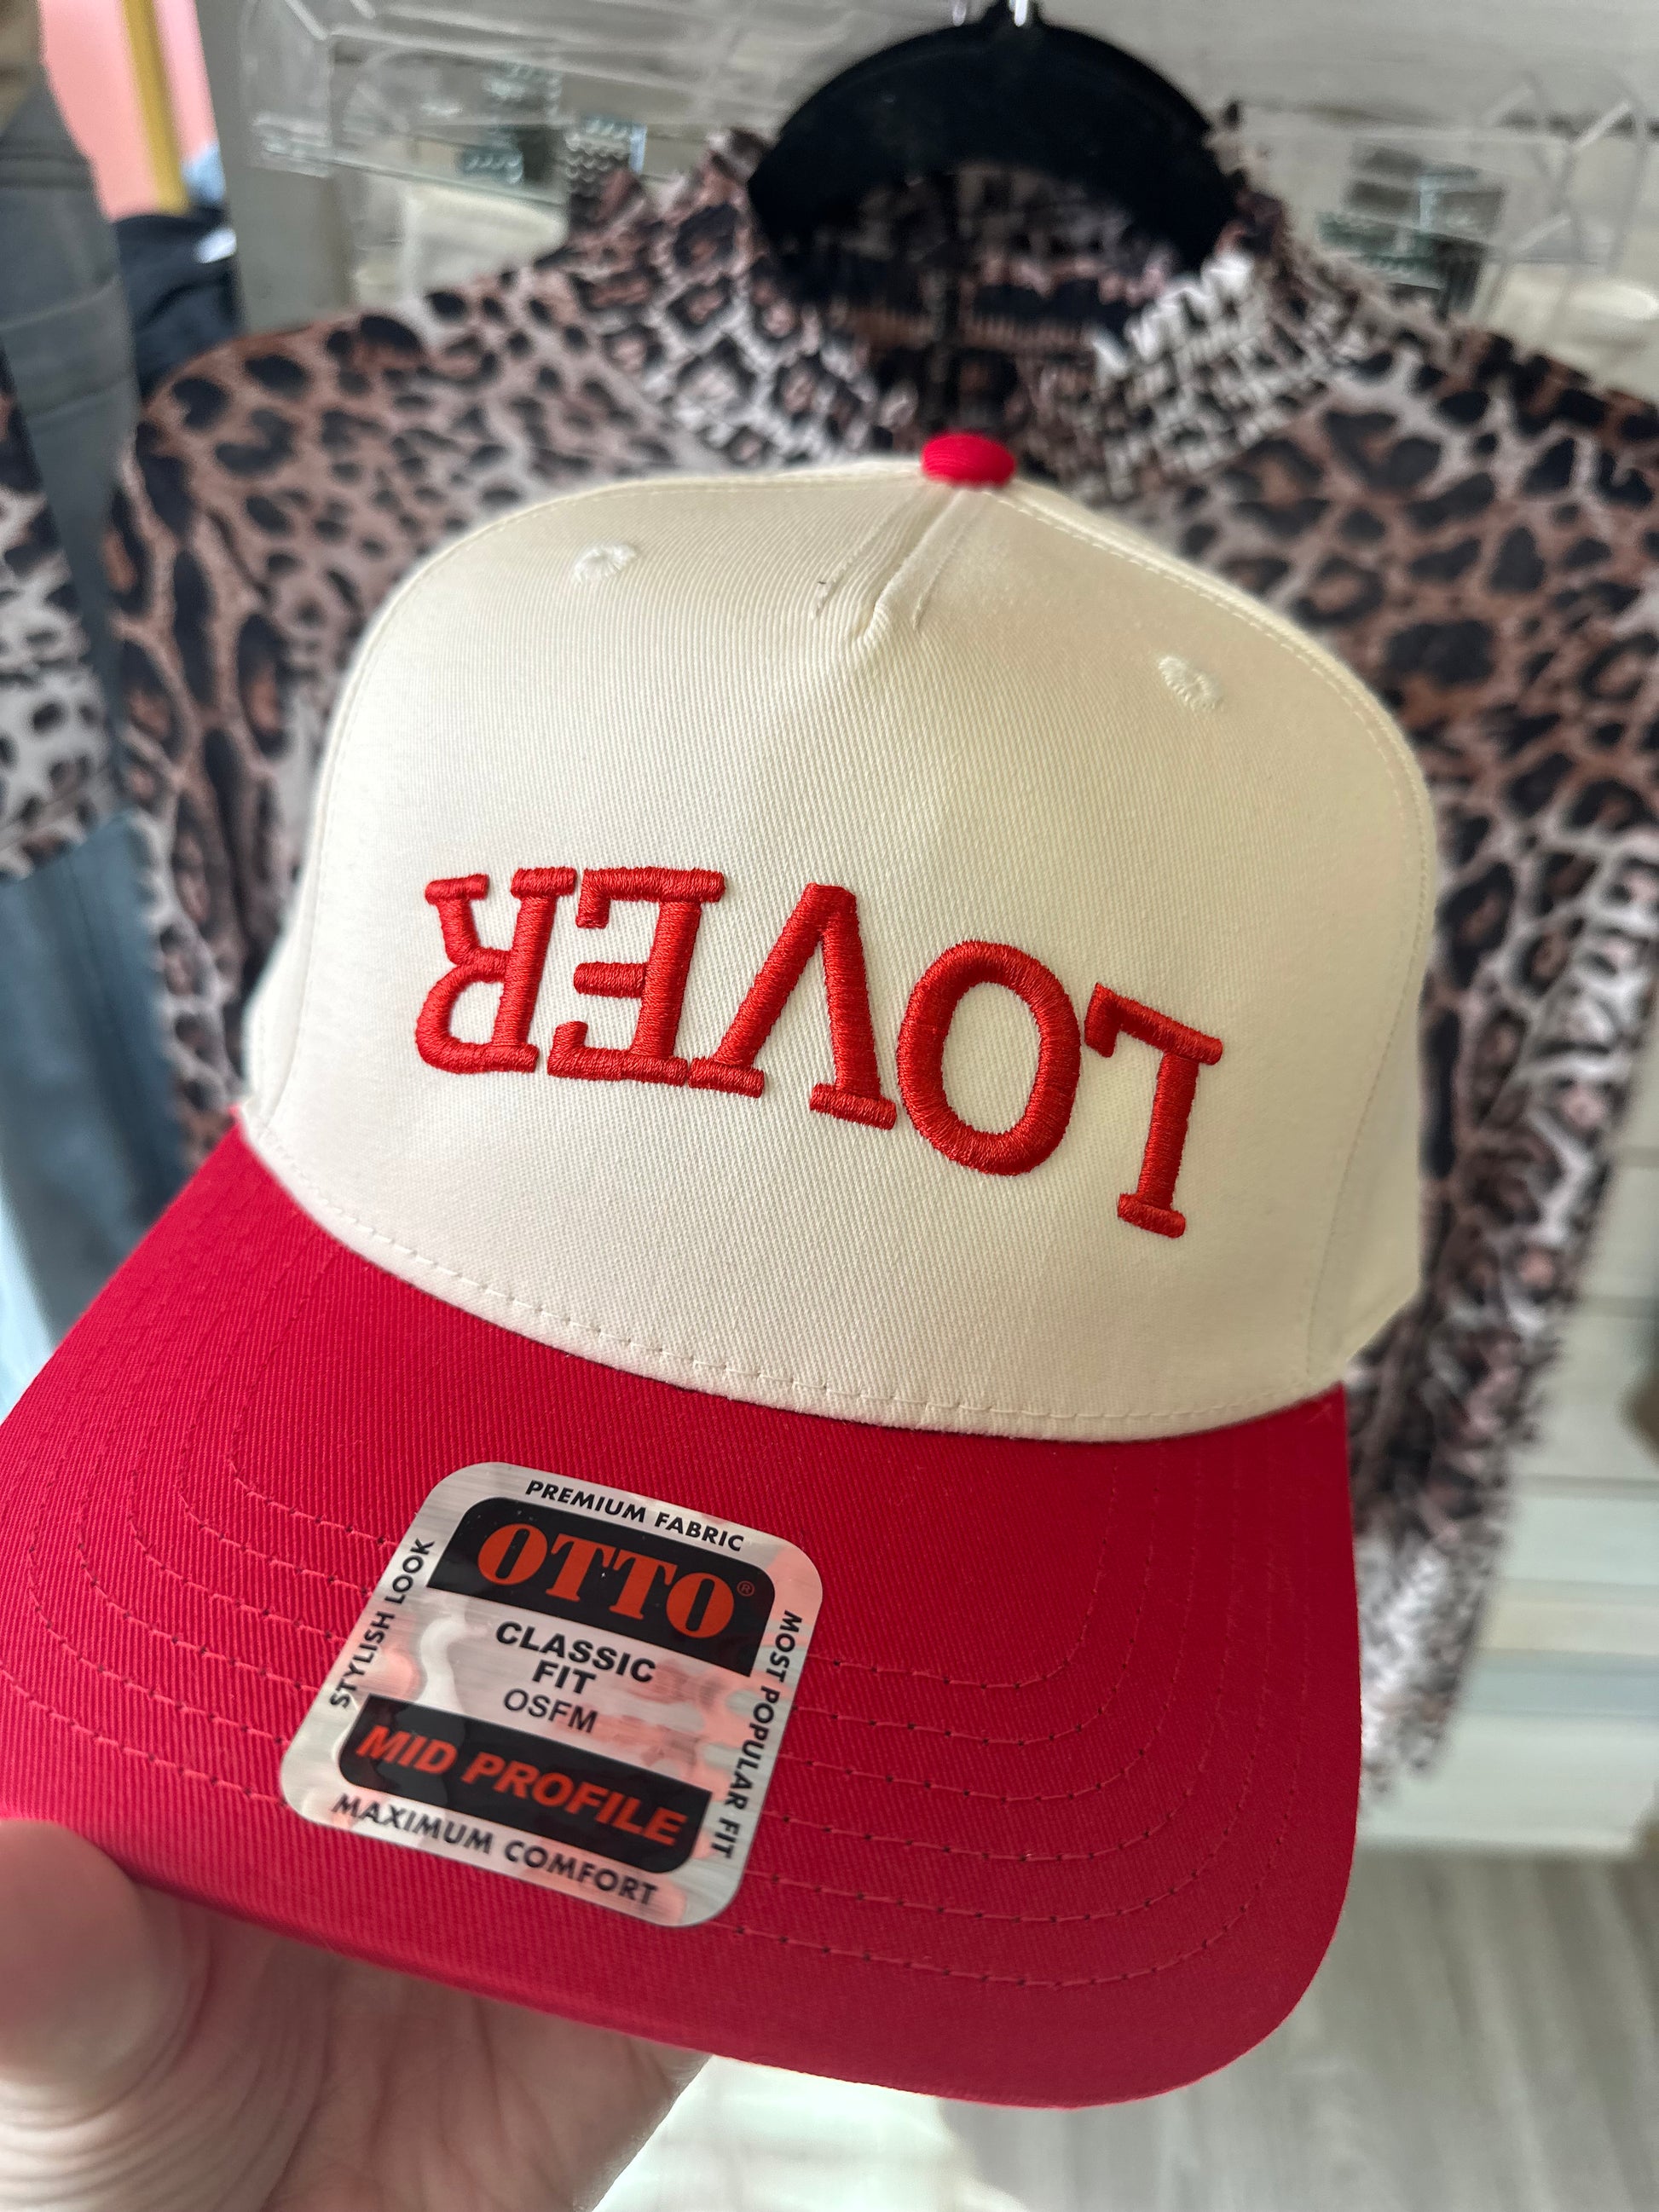 LOVER
PREMIUM FABRIC
STYLISH LOOK
OTTO®
CLASSIC
FIT
OSFM
MID PROFILE
MOST POPULAR FIT
MAXIMUM COMFORT